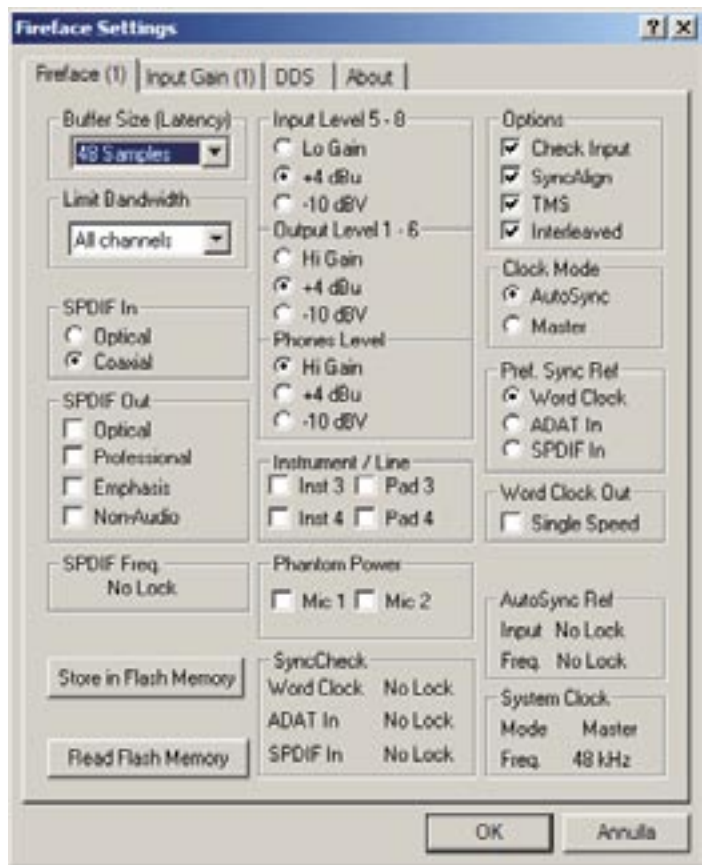 Fireface Settings
Fireface (1) Input Gain (1) DDS About
Buffer Size (Latency)
48 Samples
Limit Bandwidth
All channels
SPDIF In
Optical
Coaxial
SPDIF Out
Optical
Professional
Emphasis
Non-Audio
SPDIF Freq.
No Lock
Store in Flash Memory
Read Flash Memory
Input Level 5 - 8
Lo Gain
+4 dBu
-10 dBV
Output Level 1 - 6
Hi Gain
+4 dBu
-10 dBV
Phones Level
Hi Gain
+4 dBu
-10 dBV
Instrument / Line
Inst 3 Pad 3
Inst 4 Pad 4
Phantom Power
Mic 1 Mic 2
SyncCheck
Word Clock No Lock
ADAT In No Lock
SPDIF In No Lock
Options
Check Input
SyncAlign
TMS
Interleaved
Clock Mode
AutoSync
Master
Pref. Sync Ref
Word Clock
ADAT In
SPDIF In
Word Clock Out
Single Speed
AutoSync Ref
Input No Lock
Freq. No Lock
System Clock
Mode Master
Freq. 48 kHz
OK Annulla